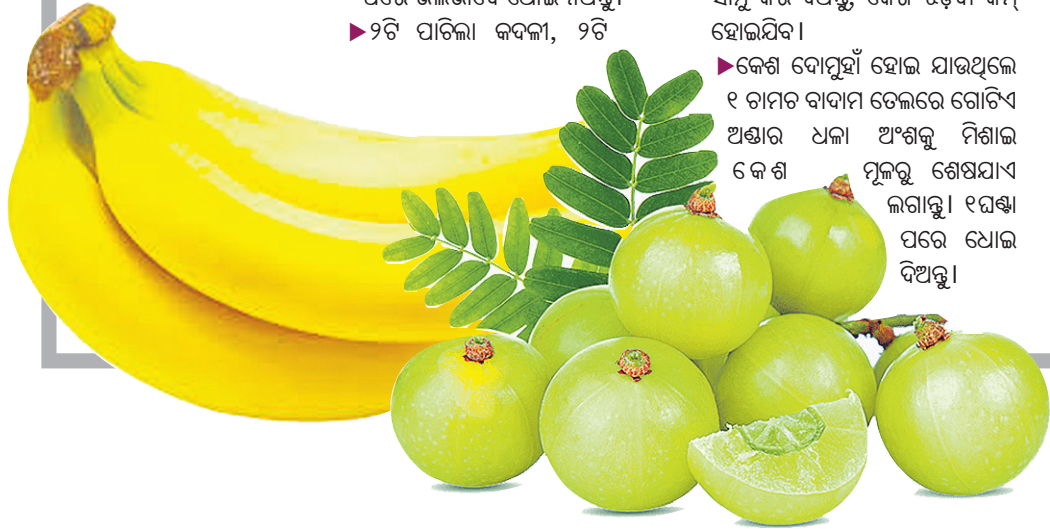 ▶୨ଟି ପାଚିଲା କଦଳୀ, ୨ଟି
ହୋଇଯିବ।
▶କେଶ ଦୋମୁହାଁ ହୋଇ ଯାଉଥିଲେ
୧ ଚାମଚ ବାଦାମ ତେଲରେ ଗୋଟିଏ
ଅଣ୍ଡାର ଧଳା ଅଂଶକୁ ମିଶାଇ
କେଶ ମୂଳରୁ ଶେଷଯାଏ
ଲଗାନ୍ତୁ। ୧ଘଣ୍ଟା
ପରେ ଧୋଇ
ଦିଅନ୍ତୁ।